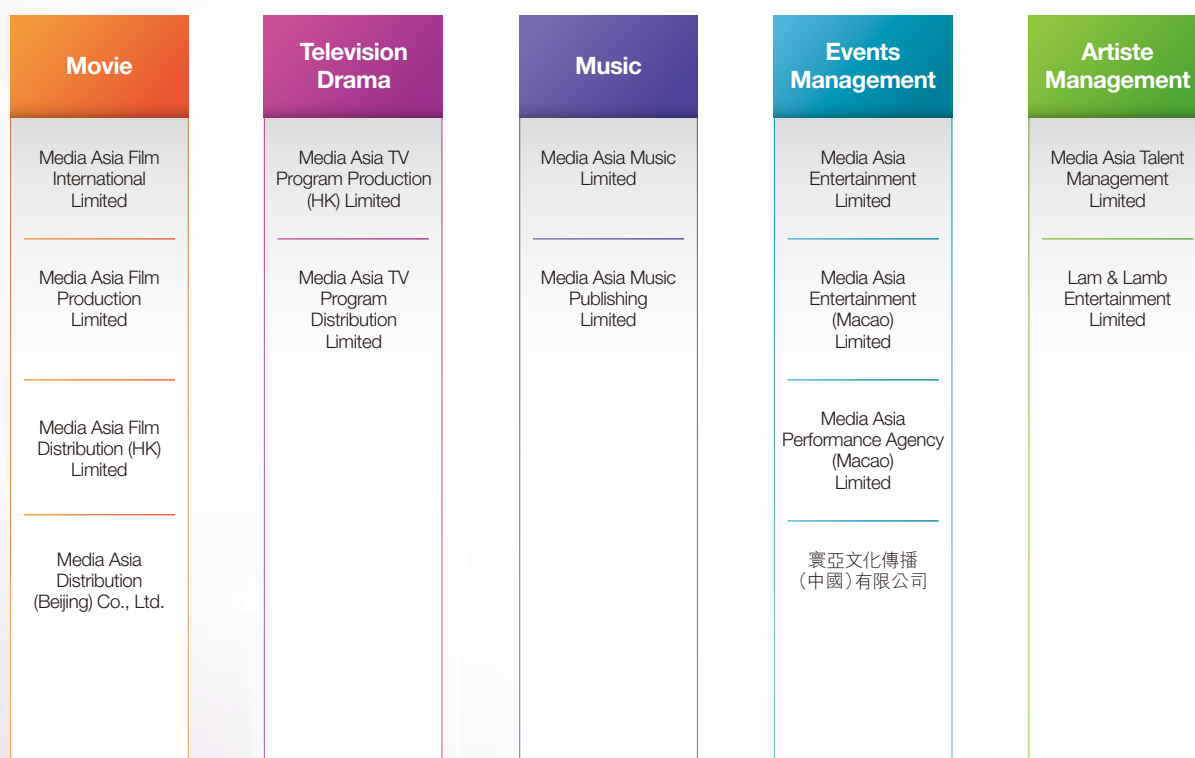 Movie
Media Asia Film
International
Limited
Media Asia Film
Production
Limited
Media Asia Film
Distribution (HK)
Limited
Media Asia
Distribution
(Beijing) Co., Ltd.
Television
Drama
Media Asia TV
Program Production
(HK) Limited
Media Asia TV
Program
Distribution
Limited
Music
Media Asia Music
Limited
Media Asia Music
Publishing
Limited
Events
Management
Media Asia
Entertainment
Limited
Media Asia
Entertainment
(Macao)
Limited
Media Asia
Performance Agency
(Macao)
Limited
寰亞文化傳播
（中國）有限公司
Artiste
Management
Media Asia Talent
Management
Limited
Lam & Lamb
Entertainment
Limited